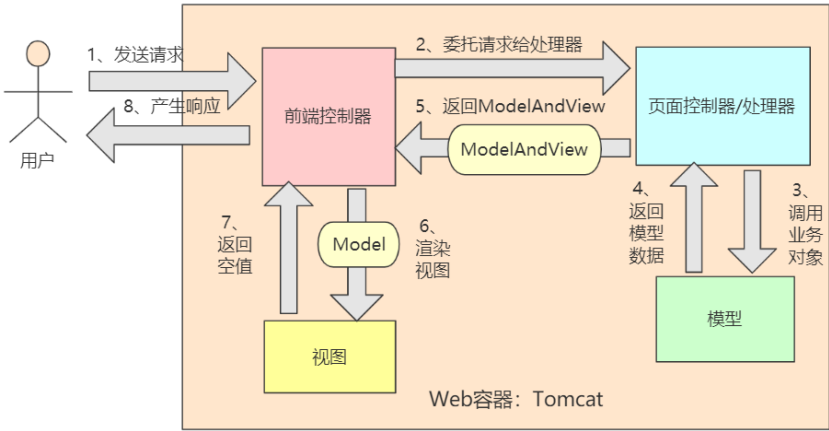 1、发送请求
8、产生响应
用户
前端控制器
2、委托请求给处理器
5、返回ModelAndView
ModelAndView
页面控制器/处理器
4、
返回
模型
数据
3、
调用
业务
对象
7、
返回
空值
Model
6、
渲染
视图
视图
模型
Web容器：Tomcat